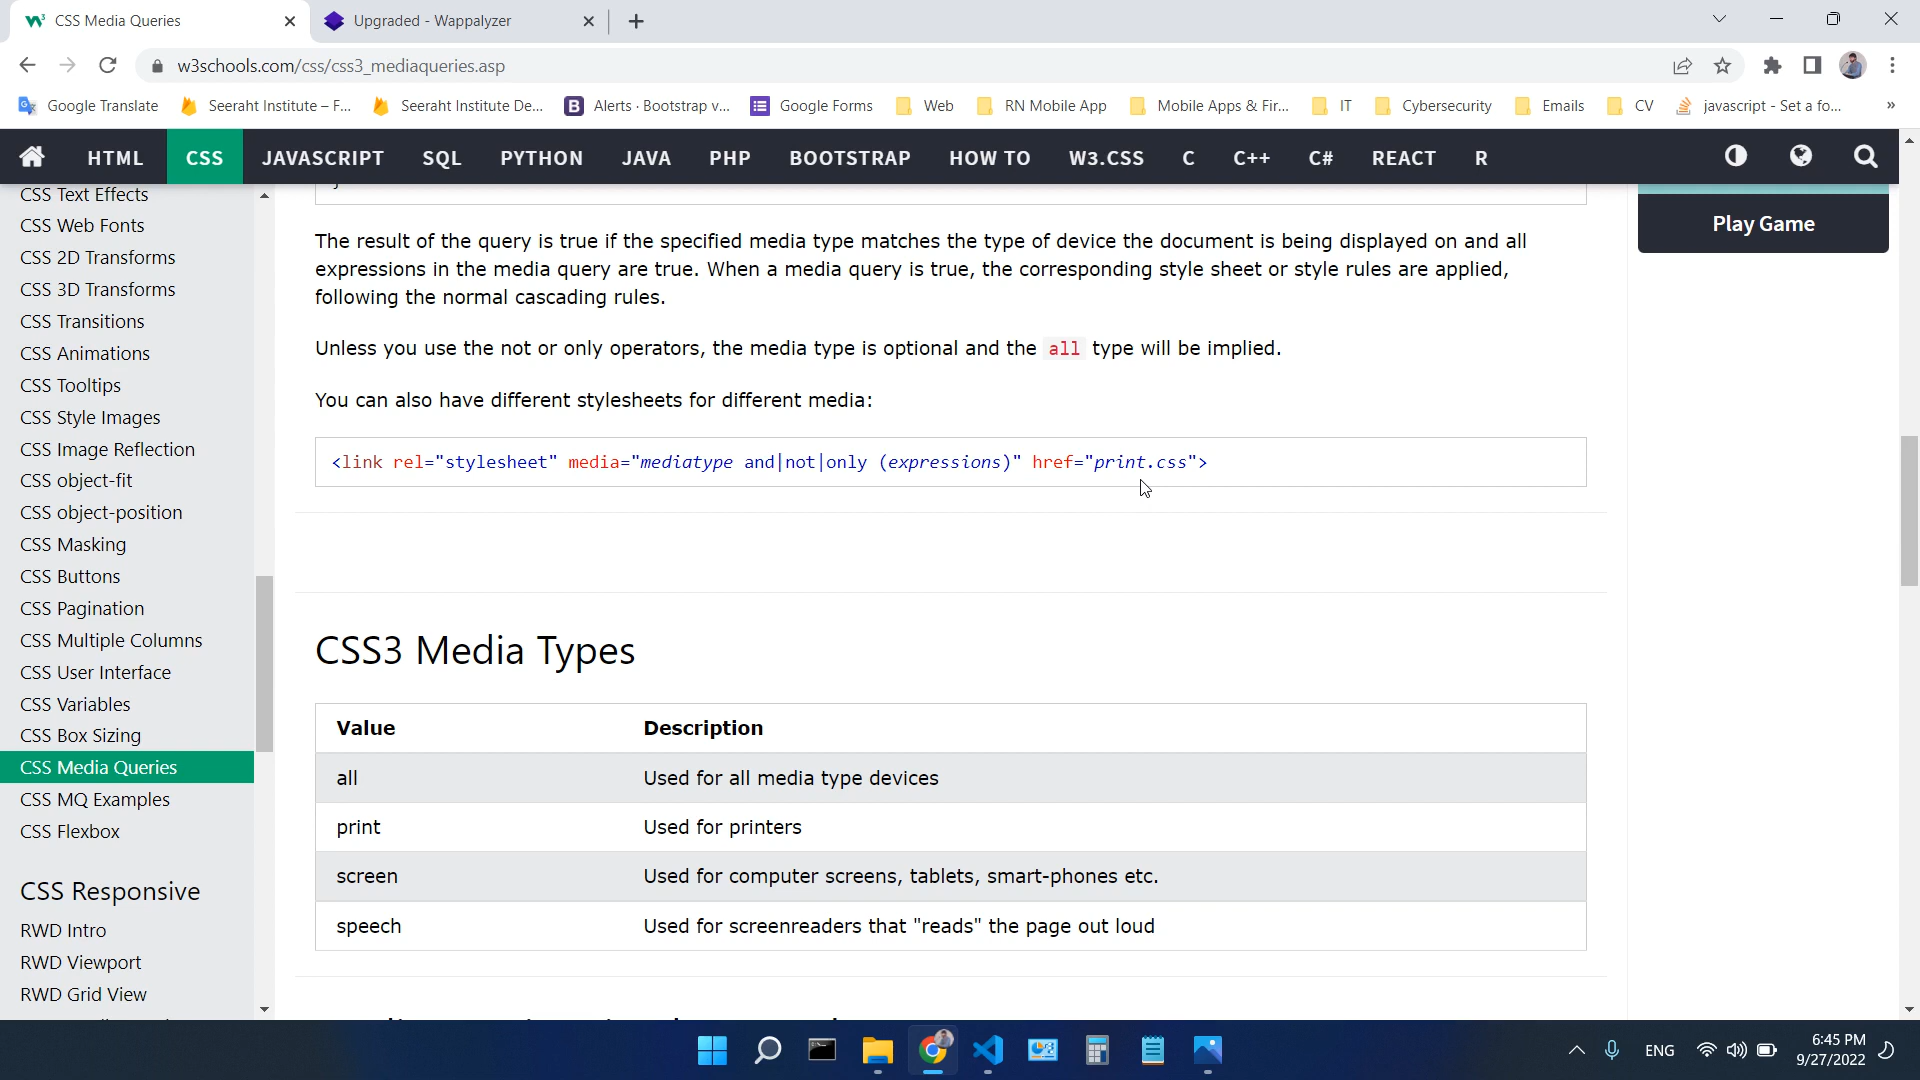 CSS Media Queries
Upgraded - Wappalyzer
w3schools.com/css/css3_mediaqueries.asp
Google Translate
Seeraht Institute – F...
Seeraht Institute De...
Alerts · Bootstrap v...
Google Forms
Web
RN Mobile App
Mobile Apps & Fir...
IT
Cybersecurity
Emails
CV
javascript - Set a fo...
»
HTML
CSS
JAVASCRIPT
SQL
PYTHON
JAVA
PHP
BOOTSTRAP
HOW TO
W3.CSS
C
C++
C#
REACT
R
CSS Text Effects
CSS Web Fonts
CSS 2D Transforms
CSS 3D Transforms
CSS Transitions
CSS Animations
CSS Tooltips
CSS Style Images
CSS Image Reflection
CSS object-fit
CSS object-position
CSS Masking
CSS Buttons
CSS Pagination
CSS Multiple Columns
CSS User Interface
CSS Variables
CSS Box Sizing
CSS Media Queries
CSS MQ Examples
CSS Flexbox
CSS Responsive
RWD Intro
RWD Viewport
RWD Grid View
The result of the query is true if the specified media type matches the type of device the document is being displayed on and all
expressions in the media query are true. When a media query is true, the corresponding style sheet or style rules are applied,
following the normal cascading rules.
Unless you use the not or only operators, the media type is optional and the all type will be implied.
You can also have different stylesheets for different media:
<link rel="stylesheet" media="mediatype and|not|only (expressions)" href="print.css">
CSS3 Media Types
Value Description
all Used for all media type devices
print Used for printers
screen Used for computer screens, tablets, smart-phones etc.
speech Used for screenreaders that "reads" the page out loud
Play Game
ENG
6:45 PM
9/27/2022